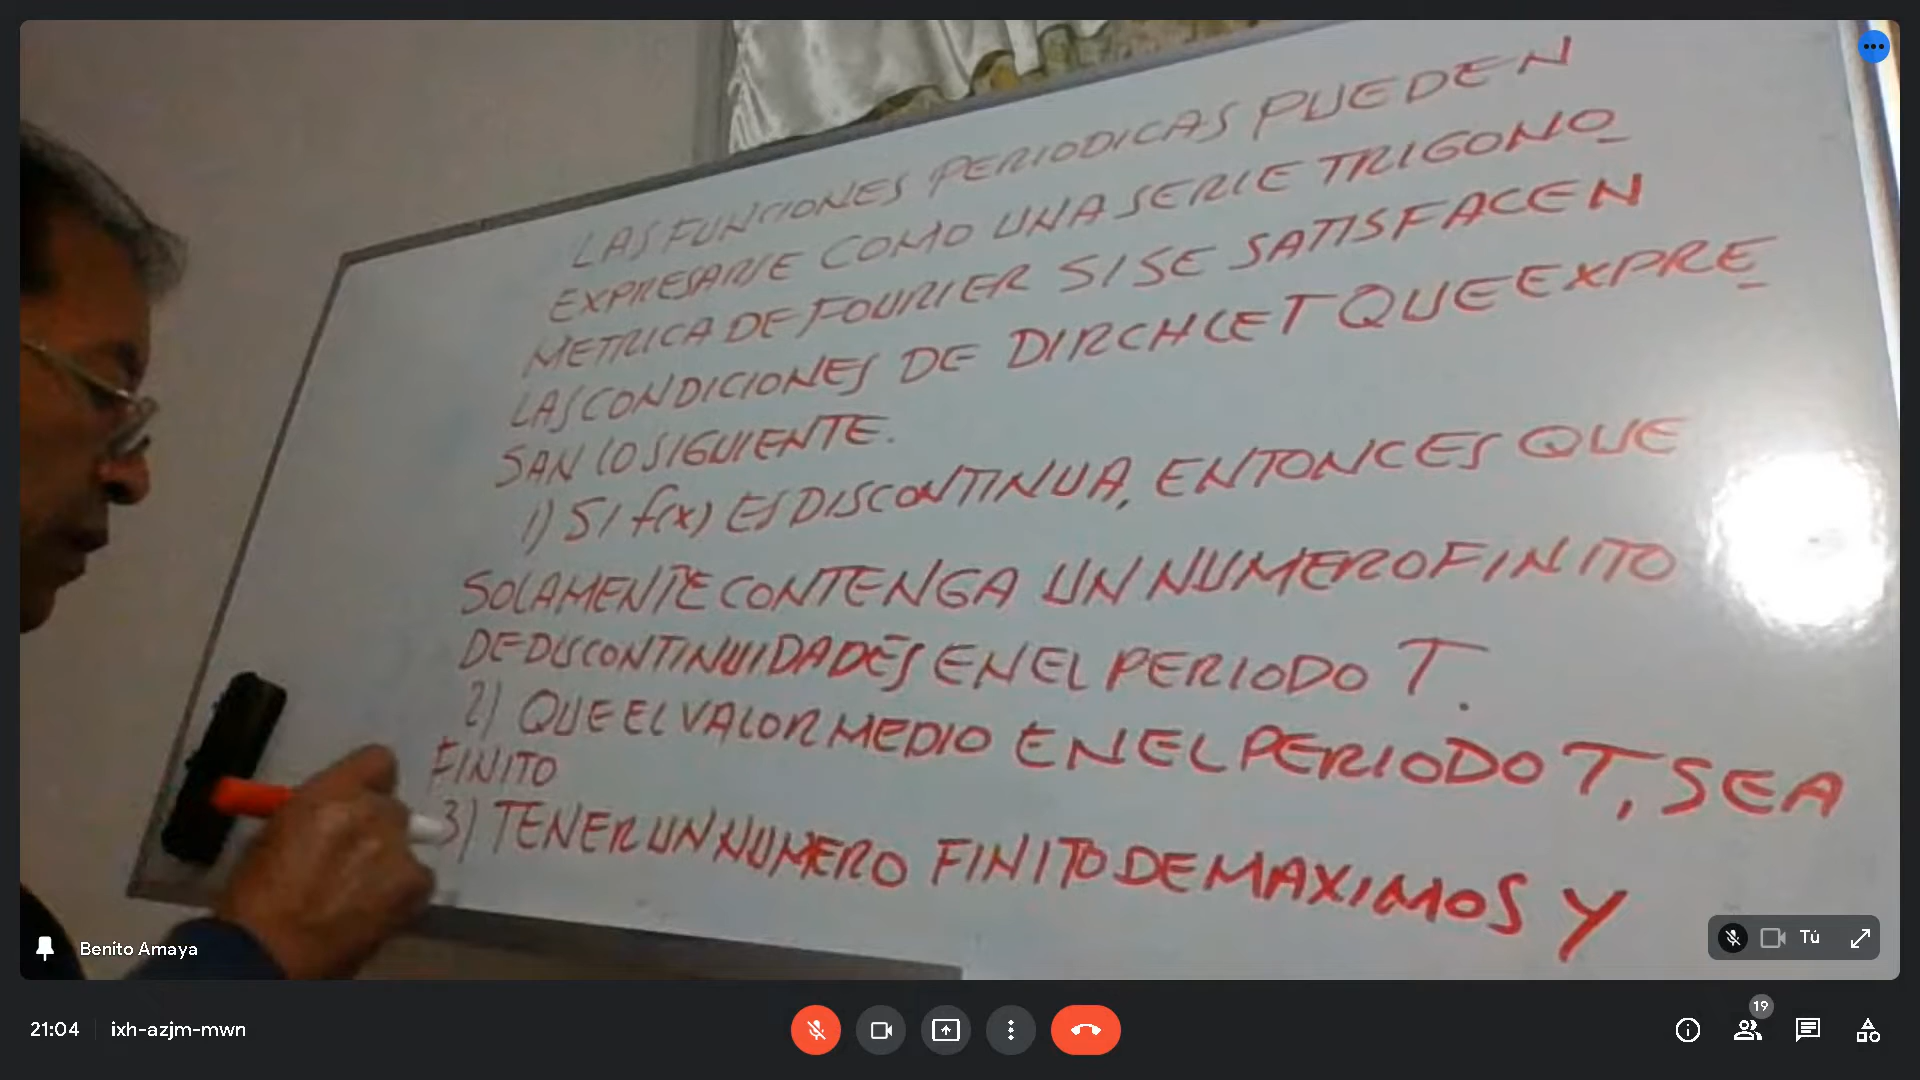 LAS FUNCIONES PERIODICAS PUEDEN
EXPRESARSE COMO UNA SERIE TRIGONO
METRICA DE FOURIER SI SE SATISFACEN
LAS CONDICIONES DE DIRCHLET QUE EXPRE
SAN LO SIGUIENTE.
1) SI f(x) ES DISCONTINUA, ENTONCES QUE
SOLAMENTE CONTENGA UN NUMERO FINITO
DE DISCONTINUIDADES EN EL PERIODO T.
2) QUE EL VALOR MEDIO EN EL PERIODO T, SEA
FINITO
3) TENER UN NUMERO FINITO DE MAXIMOS Y
Benito Amaya
Tú
21:04
ixh-azjm-mwn
19